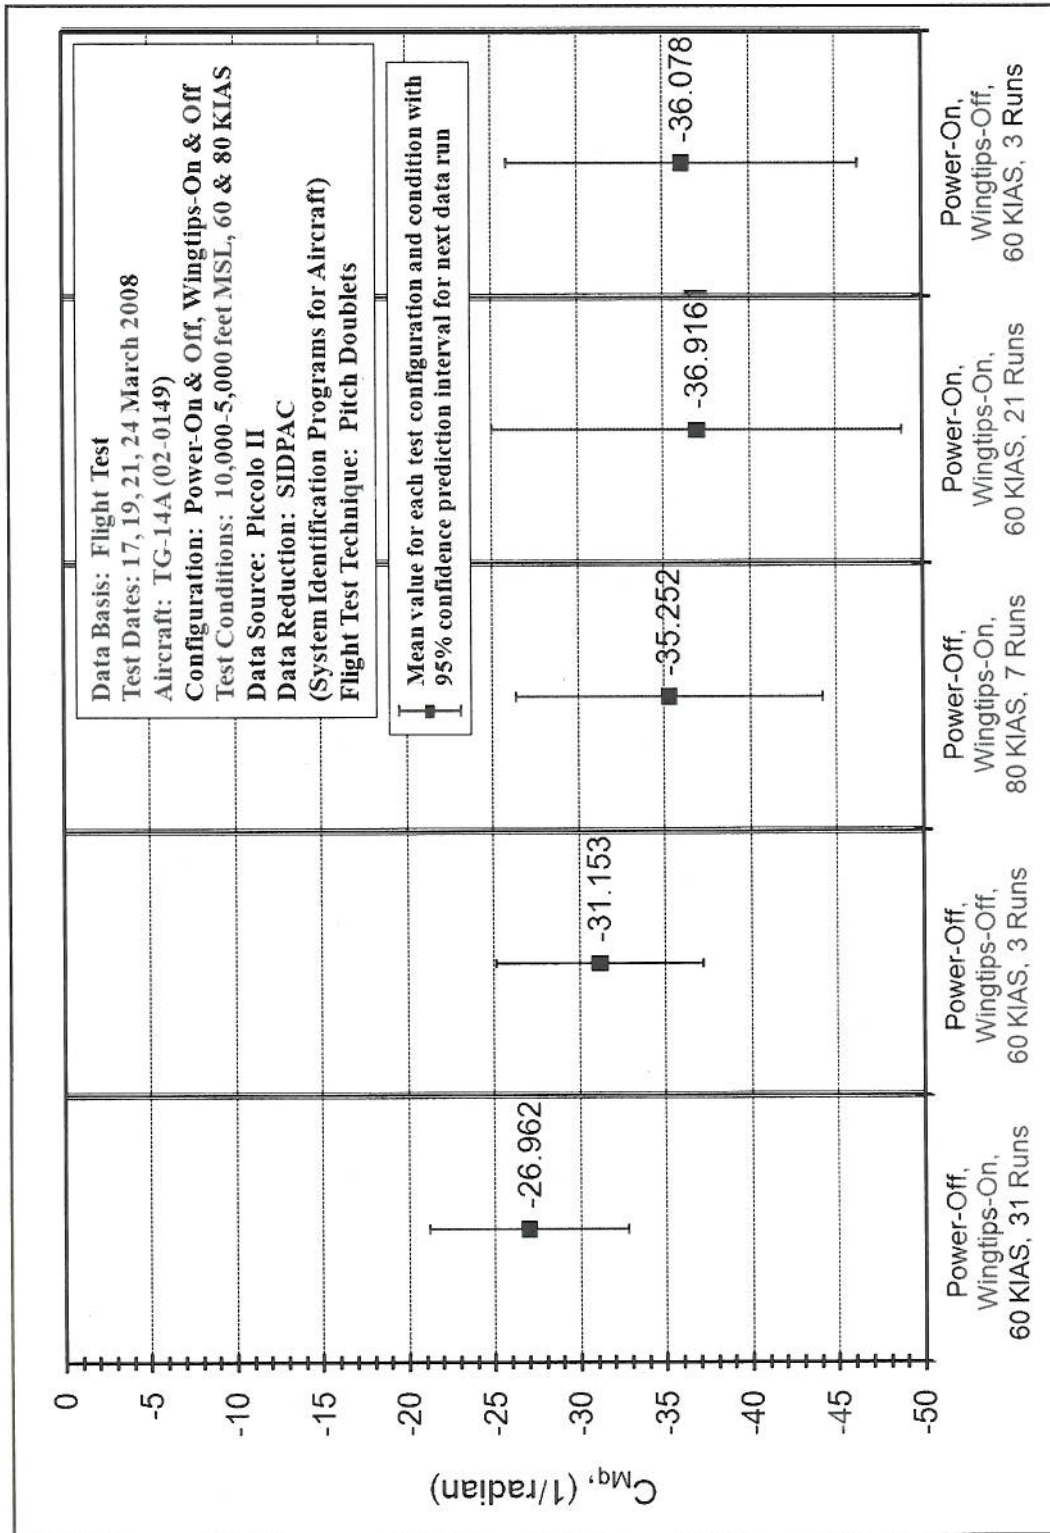 0
-5
-10
-15
-20
-25
-30
-35
-40
-45
-50
C_Mq, (1/radian)
Data Basis: Flight Test
Test Dates: 17, 19, 21, 24 March 2008
Aircraft: TG-14A (02-0149)
Configuration: Power-On & Off, Wingtips-On & Off
Test Conditions: 10,000-5,000 feet MSL, 60 & 80 KIAS
Data Source: Piccolo II
Data Reduction: SIDPAC
(System Identification Programs for Aircraft)
Flight Test Technique: Pitch Doublets
Mean value for each test configuration and condition with
95% confidence prediction interval for next data run
-26.962
-31.153
-35.252
-36.916
-36.078
Power-Off,
Wingtips-On,
60 KIAS, 31 Runs
Power-Off,
Wingtips-Off,
60 KIAS, 3 Runs
Power-Off,
Wingtips-On,
80 KIAS, 7 Runs
Power-On,
Wingtips-On,
60 KIAS, 21 Runs
Power-On,
Wingtips-Off,
60 KIAS, 3 Runs